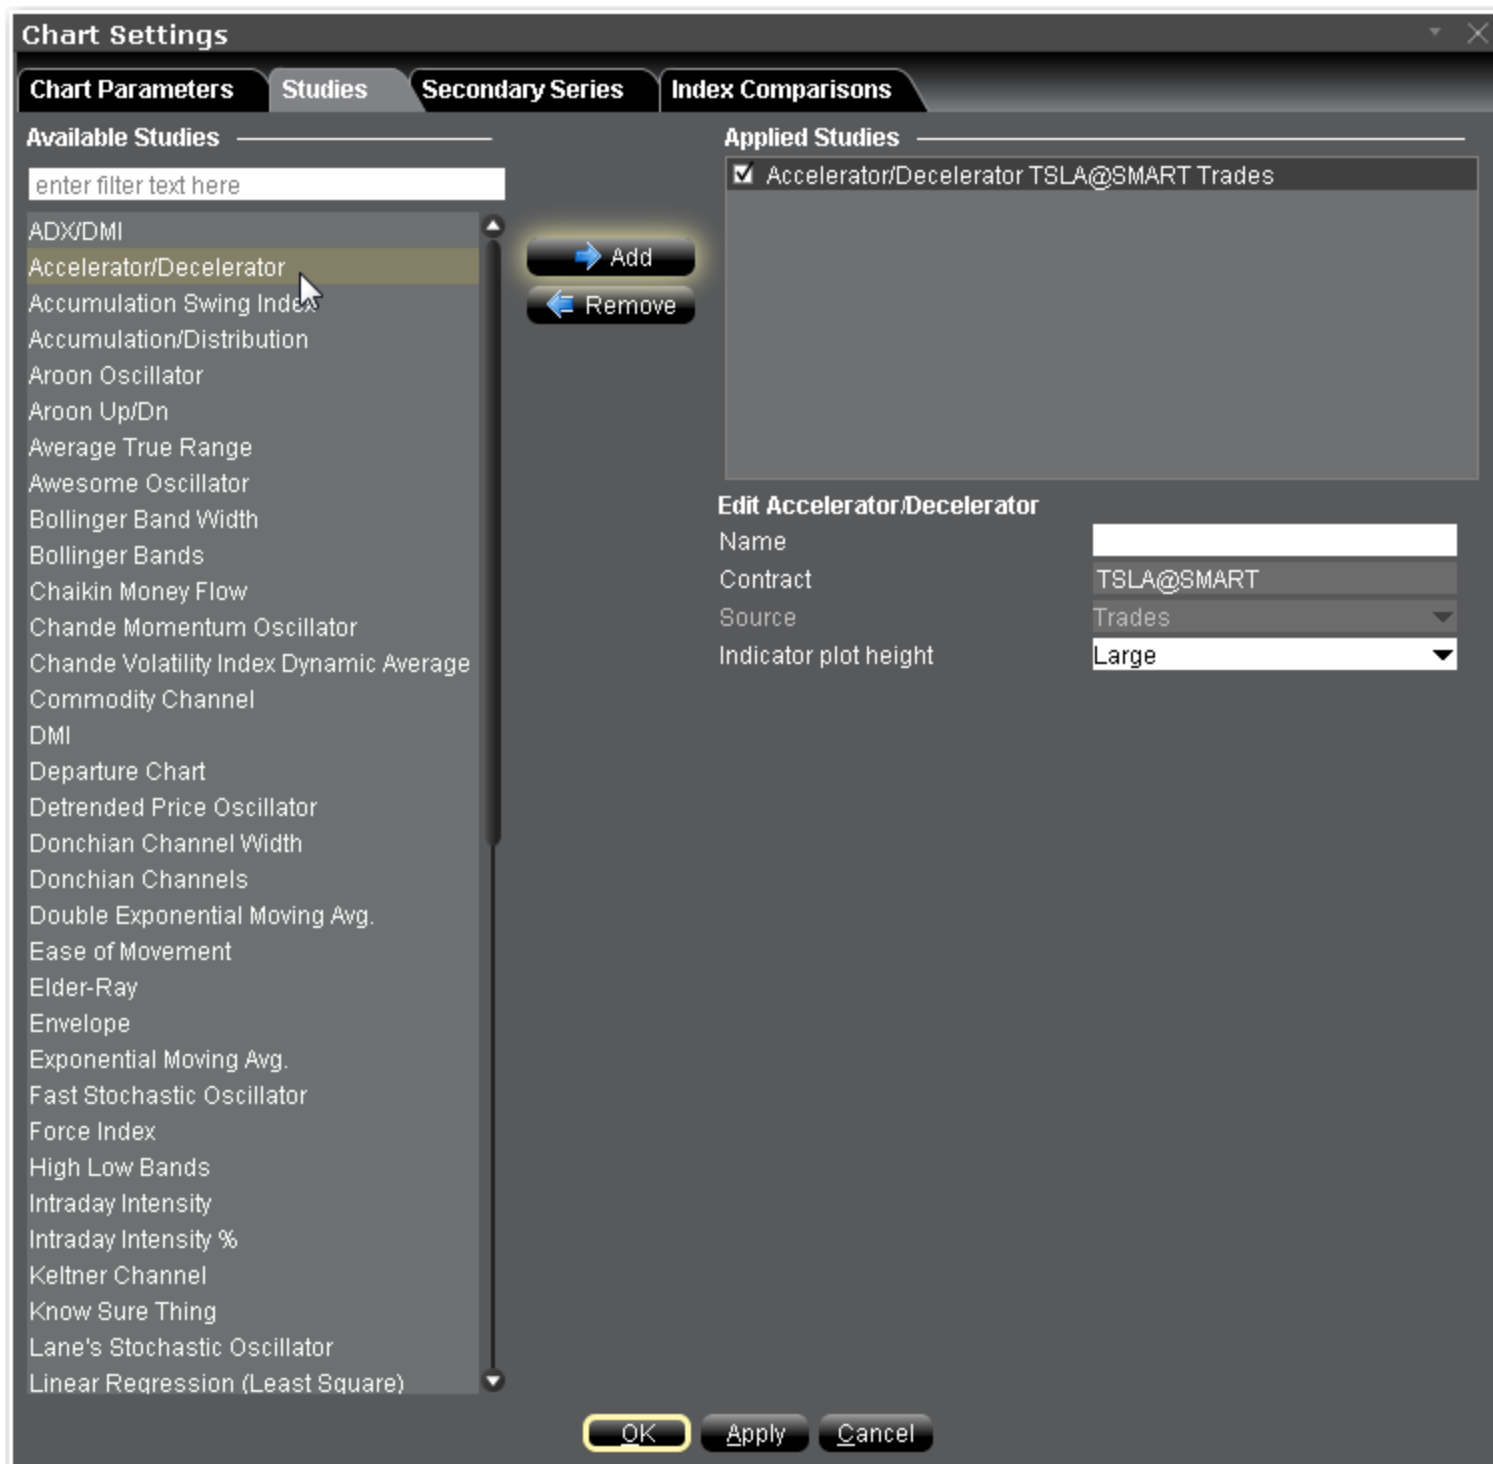 Chart Settings
Chart Parameters
Studies
Secondary Series
Index Comparisons
Available Studies
enter filter text here
ADX/DMI
Accelerator/Decelerator
Accumulation Swing Index
Accumulation/Distribution
Aroon Oscillator
Aroon Up/Dn
Average True Range
Awesome Oscillator
Bollinger Band Width
Bollinger Bands
Chaikin Money Flow
Chande Momentum Oscillator
Chande Volatility Index Dynamic Average
Commodity Channel
DMI
Departure Chart
Detrended Price Oscillator
Donchian Channel Width
Donchian Channels
Double Exponential Moving Avg.
Ease of Movement
Elder-Ray
Envelope
Exponential Moving Avg.
Fast Stochastic Oscillator
Force Index
High Low Bands
Intraday Intensity
Intraday Intensity %
Keltner Channel
Know Sure Thing
Lane's Stochastic Oscillator
Linear Regression (Least Square)
Add
Remove
Applied Studies
Accelerator/Decelerator TSLA@SMART Trades
Edit Accelerator/Decelerator
Name
Contract TSLA@SMART
Source Trades
Indicator plot height Large
OK
Apply
Cancel